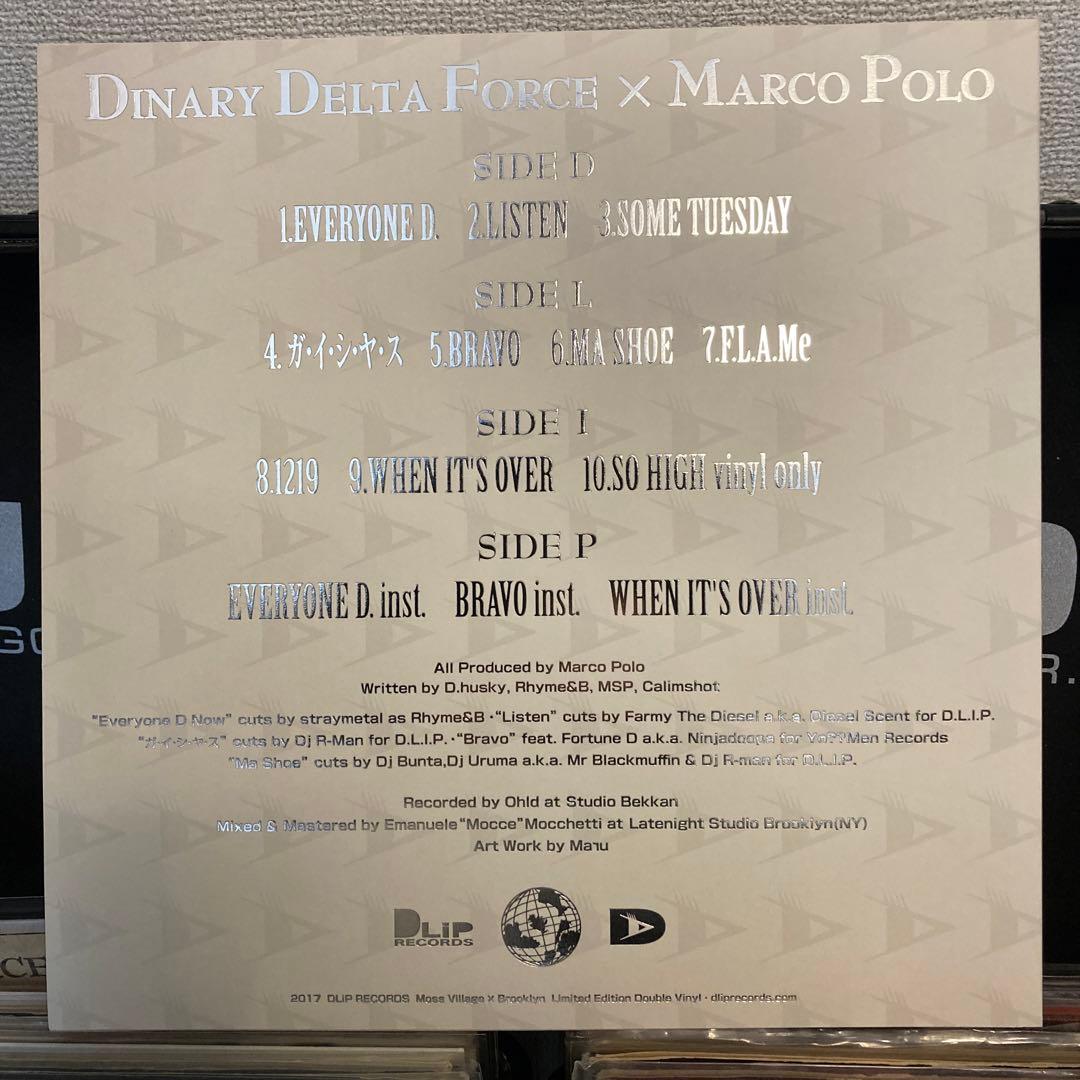 DINARY DELTA FORCE × MARCO POLO
SIDE D
1.EVERYONE D. 2.LISTEN 3.SOME TUESDAY
SIDE L
4.ガ・イ・シ・ヤ・ス 5.BRAVO 6.MA SHOE 7.F.L.A.Me
SIDE I
8.1219 9.WHEN IT'S OVER 10.SO HIGH vinyl only
SIDE P
EVERYONE D. inst. BRAVO inst. WHEN IT'S OVER inst.
All Produced by Marco Polo
Written by D.husky, Rhyme&B, MSP, Calimshot
"Everyone D Now" cuts by straymetal as Rhyme&B・"Listen" cuts by Farmy The Diesel a.k.a. Diesel Scent for D.L.I.P.
"ガ・イ・シ・ヤ・ス" cuts by Dj R-Man for D.L.I.P.・"Bravo" feat. Fortune D a.k.a. Ninjadoopa for Yo??Men Records
"Ma Shoe" cuts by Dj Bunta,Dj Uruma a.k.a. Mr Blackmuffin & Dj R-man for D.L.I.P.
Recorded by Ohld at Studio Bekkan
Mixed & Mastered by Emanuele "Mocce" Mocchetti at Latenight Studio Brooklyn(NY)
Art Work by Maru
DLiP
RECORDS
2017 DLiP RECORDS Moss Village × Brooklyn Limited Edition Double Vinyl・dliprecords.com